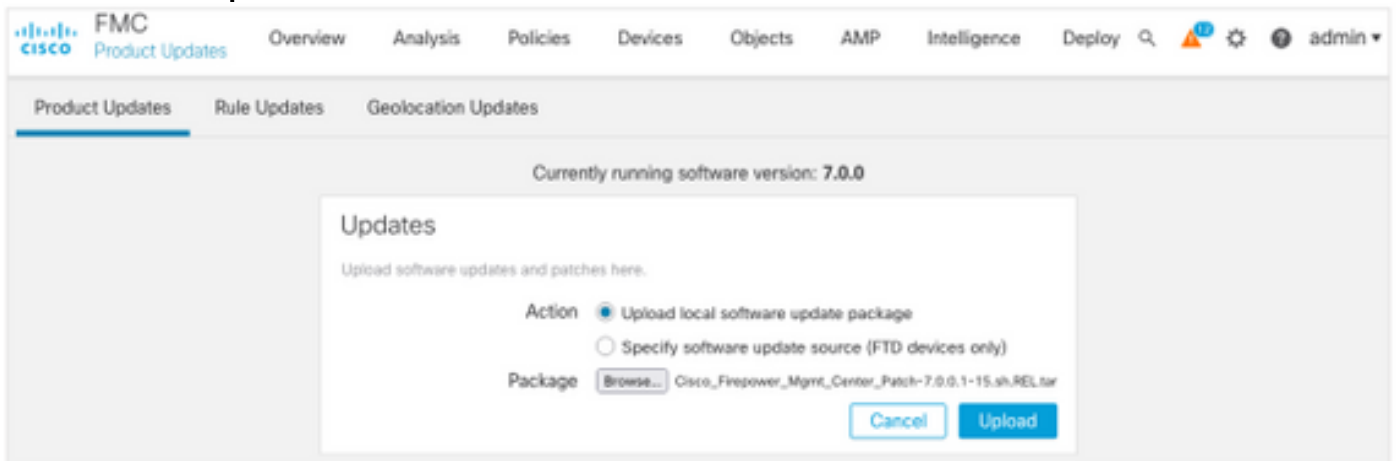 FMC
CISCO Product Updates Overview Analysis Policies Devices Objects AMP Intelligence Deploy 12 admin
Product Updates Rule Updates Geolocation Updates
Currently running software version: 7.0.0
Updates
Upload software updates and patches here.
Action Upload local software update package
Specify software update source (FTD devices only)
Package Browse... Cisco_Firepower_Mgmt_Center_Patch-7.0.0.1-15.sh.REL.tar
Cancel Upload